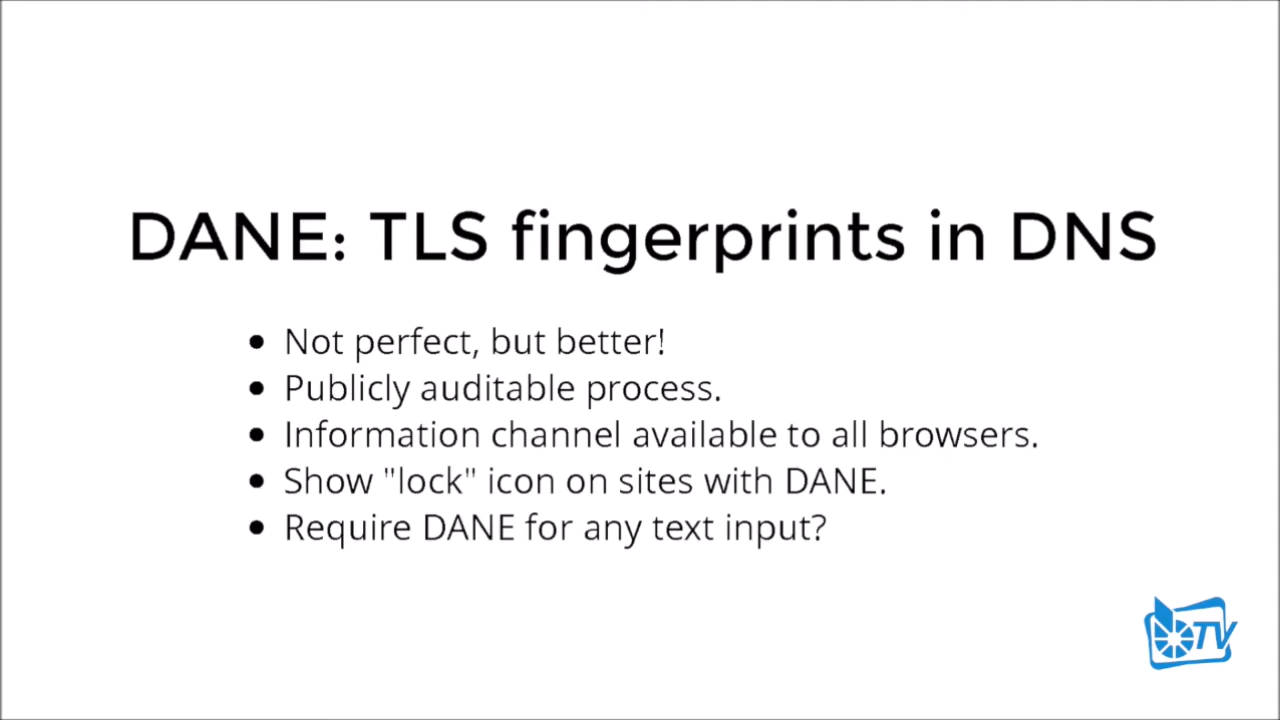 DANE: TLS fingerprints in DNS
• Not perfect, but better!
• Publicly auditable process.
• Information channel available to all browsers.
• Show "lock" icon on sites with DANE.
• Require DANE for any text input?
TV